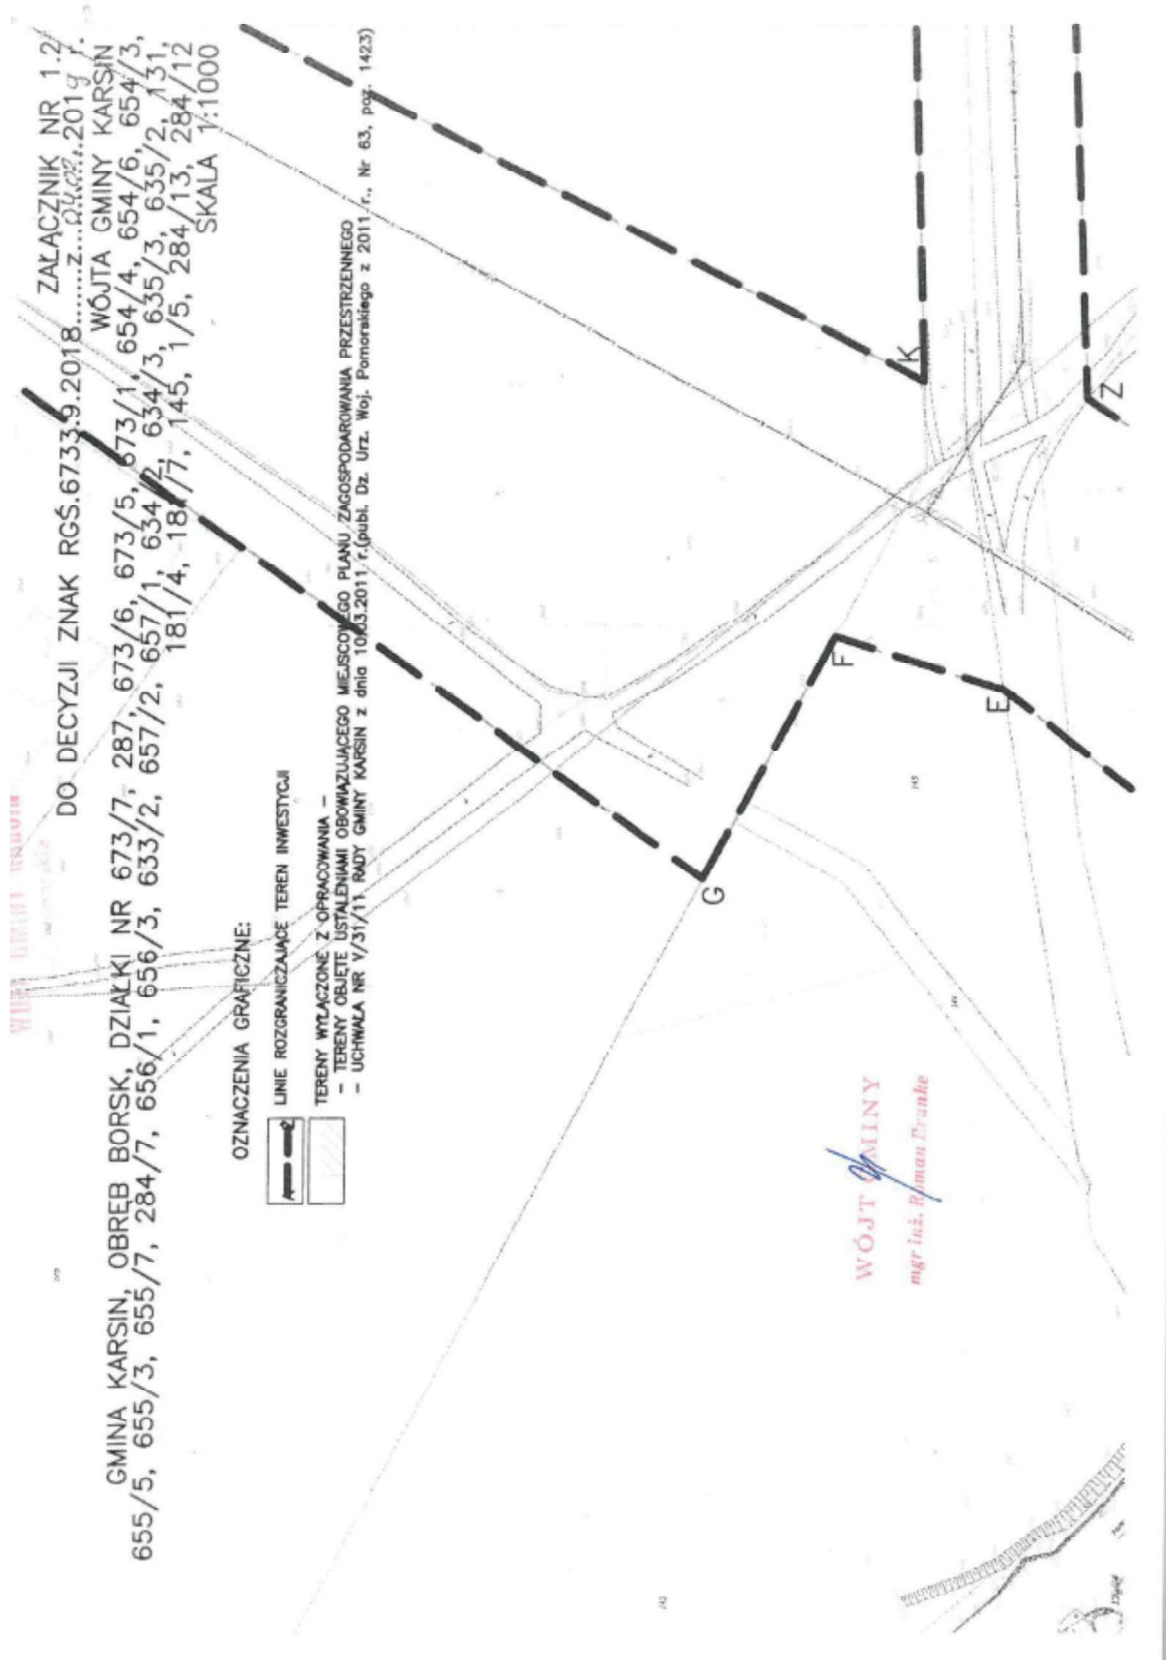 ZAŁĄCZNIK NR 1.2
DO DECYZJI ZNAK RGŚ.6733.9.2018.......z...04.02...2019 r.
WÓJTA GMINY KARSIN
GMINA KARSIN, OBRĘB BORSK, DZIAŁKI NR 673/7, 287, 673/6, 673/5, 673/1, 654/4, 654/6, 654/3,
655/5, 655/3, 655/7, 284/7, 656/1, 656/3, 633/2, 657/2, 657/1, 634/2, 634/3, 635/3, 635/2, 131,
181/4, 181/7, 145, 1/5, 284/13, 284/12
SKALA 1:1000
OZNACZENIA GRAFICZNE:
LINIE ROZGRANICZAJĄCE TEREN INWESTYCJI
TERENY WYŁĄCZONE Z OPRACOWANIA –
– TERENY OBJĘTE USTALENIAMI OBOWIĄZUJĄCEGO MIEJSCOWEGO PLANU ZAGOSPODAROWANIA PRZESTRZENNEGO
– UCHWAŁA NR V/31/11 RADY GMINY KARSIN z dnia 10.03.2011 r.(publ. Dz. Urz. Woj. Pomorskiego z 2011 r., Nr 63, poz. 1423)
K
Z
F
E
G
WÓJT GMINY
mgr inż. Roman Brunke